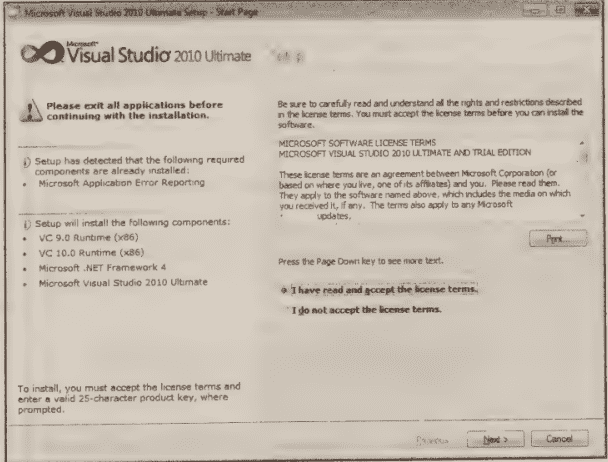 Microsoft Visual Studio 2010 Ultimate Setup - Start Page
Microsoft
Visual Studio 2010 Ultimate
Please exit all applications before
continuing with the installation.
Setup has detected that the following required
components are already installed:
• Microsoft Application Error Reporting
Setup will install the following components:
• VC 9.0 Runtime (x86)
• VC 10.0 Runtime (x86)
• Microsoft .NET Framework 4
• Microsoft Visual Studio 2010 Ultimate
To install, you must accept the license terms and
enter a valid 25-character product key, where
prompted.
Be sure to carefully read and understand all the rights and restrictions described
in the license terms. You must accept the license terms before you can install the
software.
MICROSOFT SOFTWARE LICENSE TERMS
MICROSOFT VISUAL STUDIO 2010 ULTIMATE AND TRIAL EDITION
These license terms are an agreement between Microsoft Corporation (or
based on where you live, one of its affiliates) and you. Please read them.
They apply to the software named above, which includes the media on which
you received it, if any. The terms also apply to any Microsoft
• updates,
Print...
Press the Page Down key to see more text.
I have read and accept the license terms.
I do not accept the license terms.
Previous
Next >
Cancel